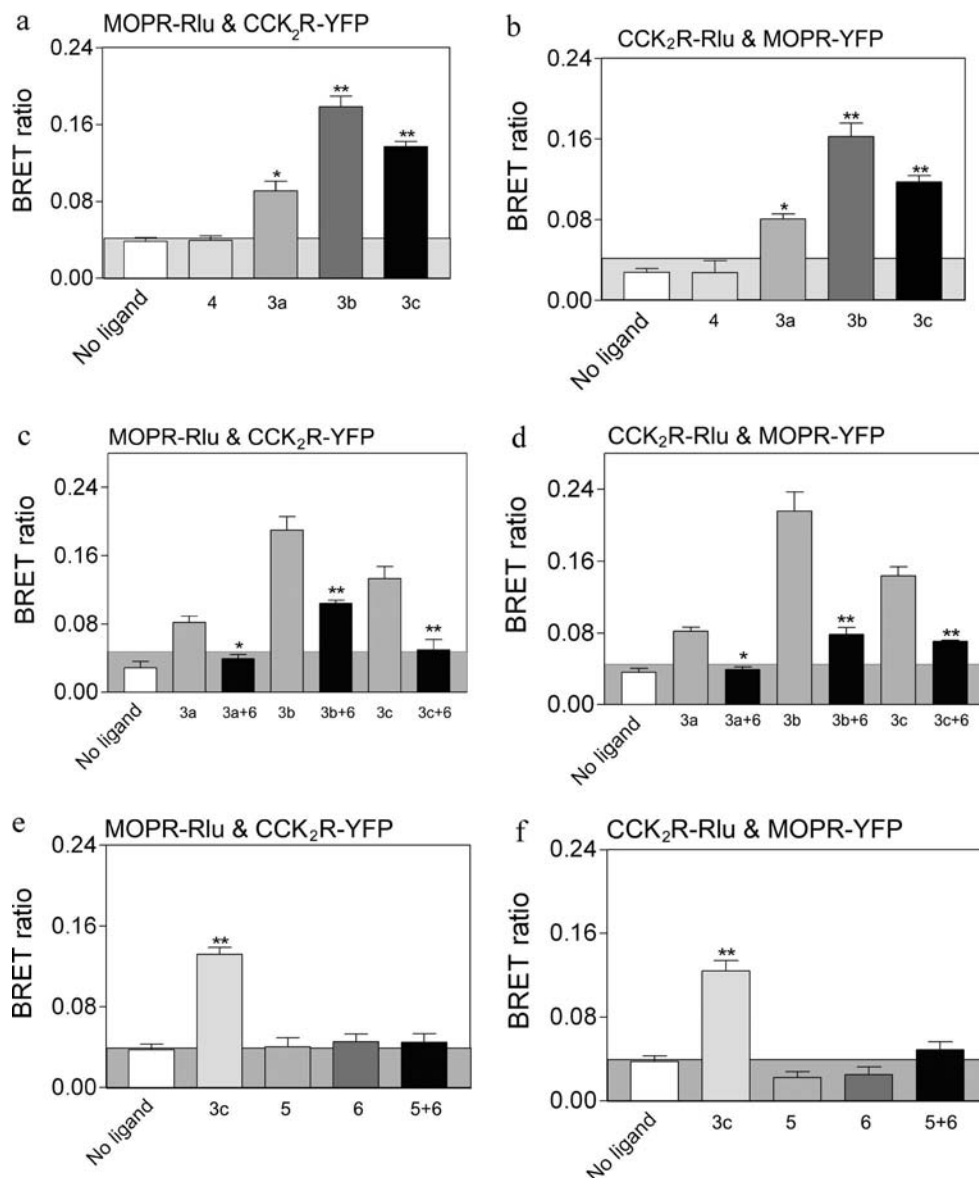 a
MOPR-Rlu & CCK₂R-YFP
BRET ratio
0.24
0.16
0.08
0.00
*
**
**
No ligand 4 3a 3b 3c
b
CCK₂R-Rlu & MOPR-YFP
BRET ratio
0.24
0.16
0.08
0.00
*
**
**
No ligand 4 3a 3b 3c
c
MOPR-Rlu & CCK₂R-YFP
BRET ratio
0.24
0.16
0.08
0.00
*
**
**
No ligand 3a 3a+6 3b 3b+6 3c 3c+6
d
CCK₂R-Rlu & MOPR-YFP
BRET ratio
0.24
0.16
0.08
0.00
*
**
**
No ligand 3a 3a+6 3b 3b+6 3c 3c+6
e
MOPR-Rlu & CCK₂R-YFP
BRET ratio
0.24
0.16
0.08
0.00
**
No ligand 3c 5 6 5+6
f
CCK₂R-Rlu & MOPR-YFP
BRET ratio
0.24
0.16
0.08
0.00
**
No ligand 3c 5 6 5+6